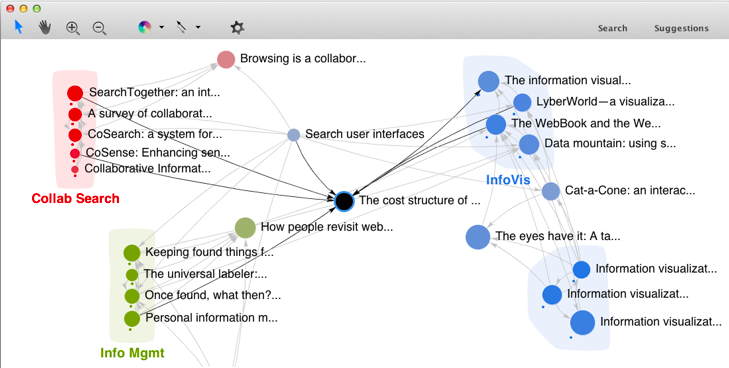 Search Suggestions
Browsing is a collabor...
SearchTogether: an int...
A survey of collaborat...
CoSearch: a system for...
CoSense: Enhancing sen...
Collaborative Informat...
Collab Search
Search user interfaces
The information visual...
LyberWorld—a visualiza...
The WebBook and the We...
Data mountain: using s...
InfoVis
Cat-a-Cone: an interac...
The cost structure of ...
How people revisit web...
The eyes have it: A ta...
Keeping found things f...
The universal labeler:...
Once found, what then?...
Personal information m...
Info Mgmt
Information visualizat...
Information visualizat...
Information visualizat...